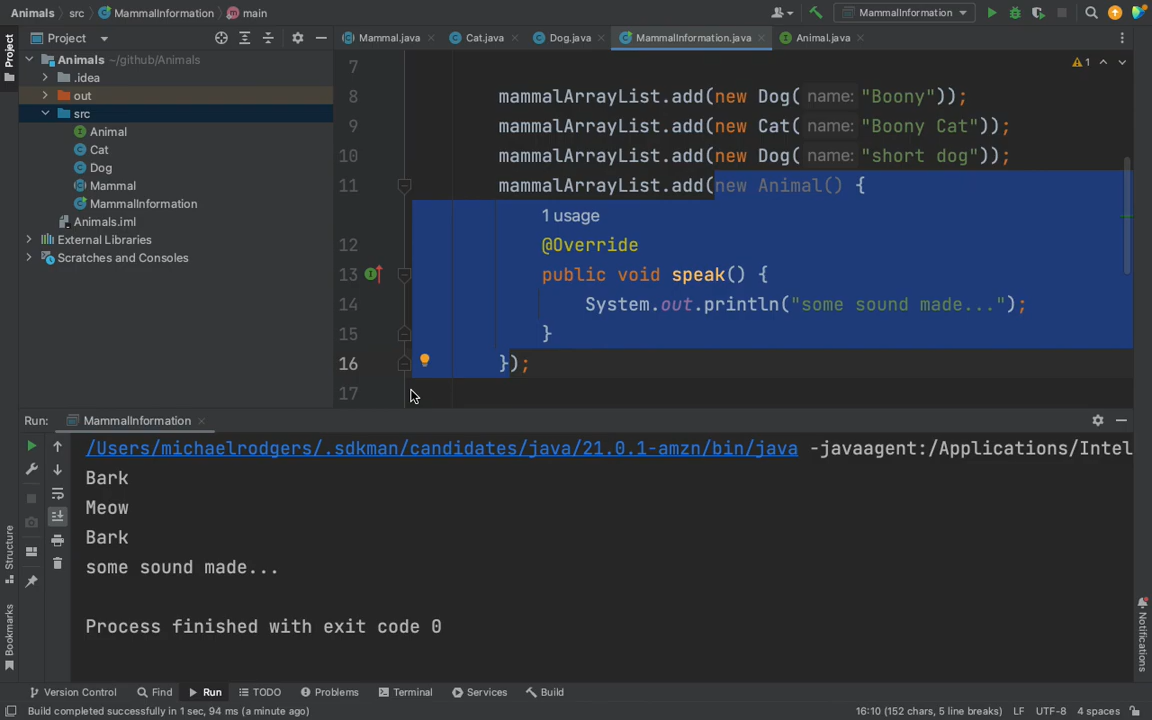 Animals src MammalInformation main
MammalInformation
Project
Mammal.java Cat.java Dog.java MammalInformation.java Animal.java
Project
Animals ~/github/Animals
.idea
out
src
Animal
Cat
Dog
Mammal
MammalInformation
Animals.iml
External Libraries
Scratches and Consoles
1
7
8 mammalArrayList.add(new Dog( name: "Boony"));
9 mammalArrayList.add(new Cat( name: "Boony Cat"));
10 mammalArrayList.add(new Dog( name: "short dog"));
11 mammalArrayList.add(new Animal() {
1 usage
12 @Override
13 public void speak() {
14 System.out.println("some sound made...");
15 }
16 });
17
Run: MammalInformation
/Users/michaelrodgers/.sdkman/candidates/java/21.0.1-amzn/bin/java -javaagent:/Applications/Intel
Bark
Meow
Bark
some sound made...
Process finished with exit code 0
Structure
Bookmarks
Notifications
Version Control Find Run TODO Problems Terminal Services Build
Build completed successfully in 1 sec, 94 ms (a minute ago) 16:10 (152 chars, 5 line breaks) LF UTF-8 4 spaces